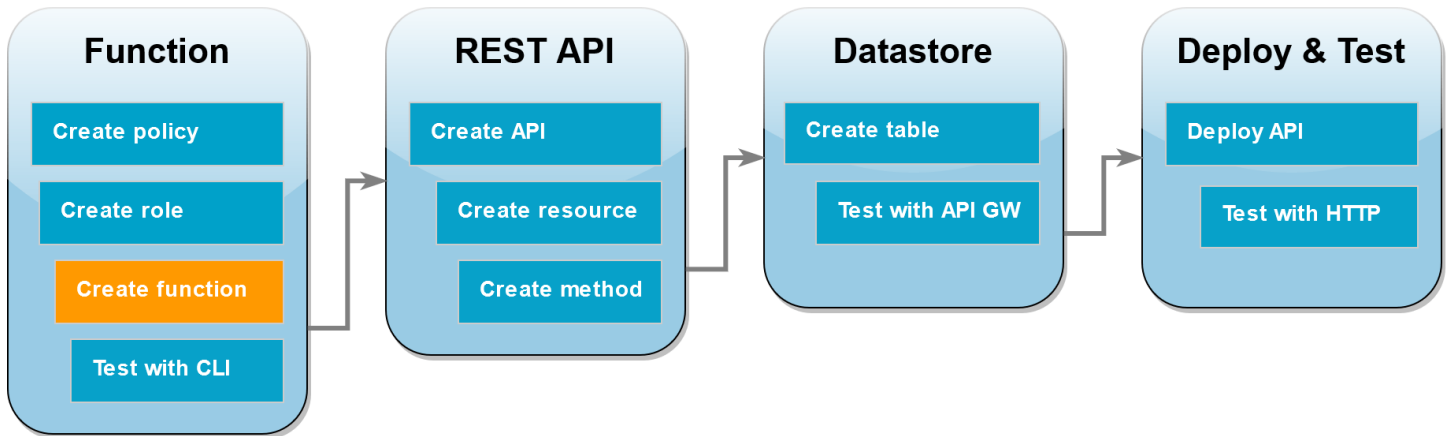 Function
Create policy
Create role
Create function
Test with CLI
REST API
Create API
Create resource
Create method
Datastore
Create table
Test with API GW
Deploy & Test
Deploy API
Test with HTTP